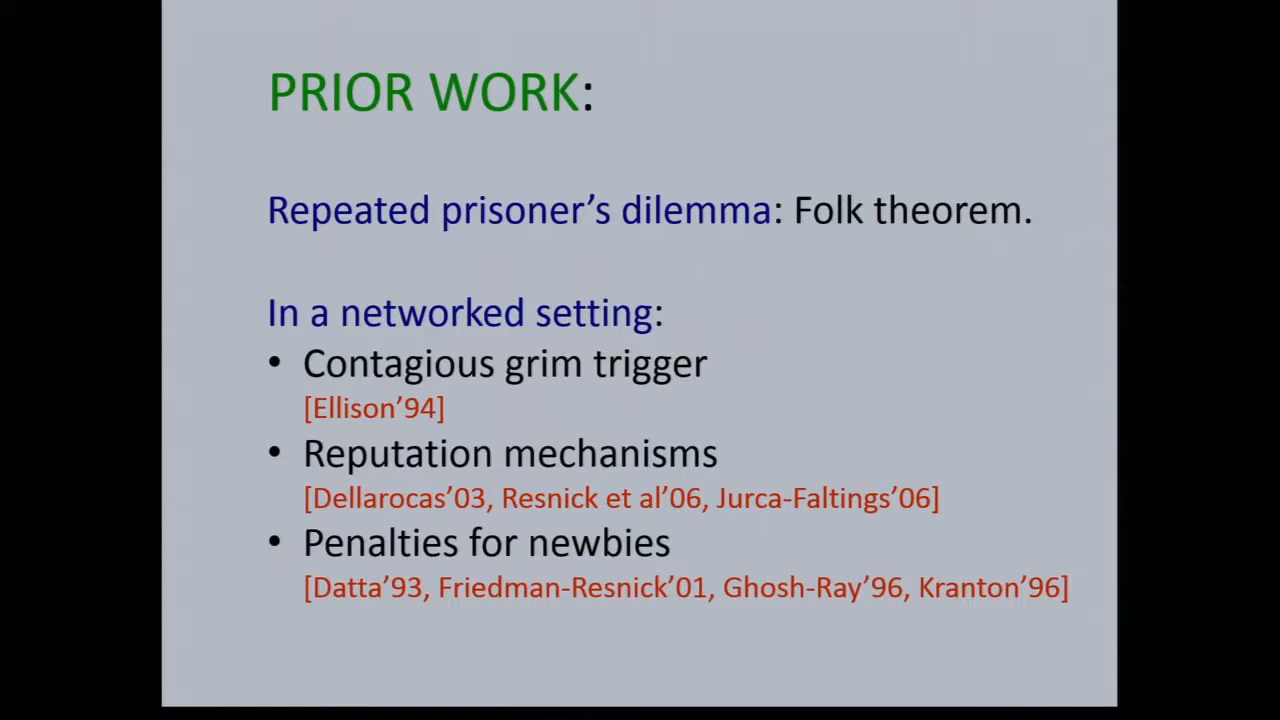 PRIOR WORK:
Repeated prisoner’s dilemma: Folk theorem.
In a networked setting:
• Contagious grim trigger
[Ellison’94]
• Reputation mechanisms
[Dellarocas’03, Resnick et al’06, Jurca-Faltings’06]
• Penalties for newbies
[Datta’93, Friedman-Resnick’01, Ghosh-Ray’96, Kranton’96]